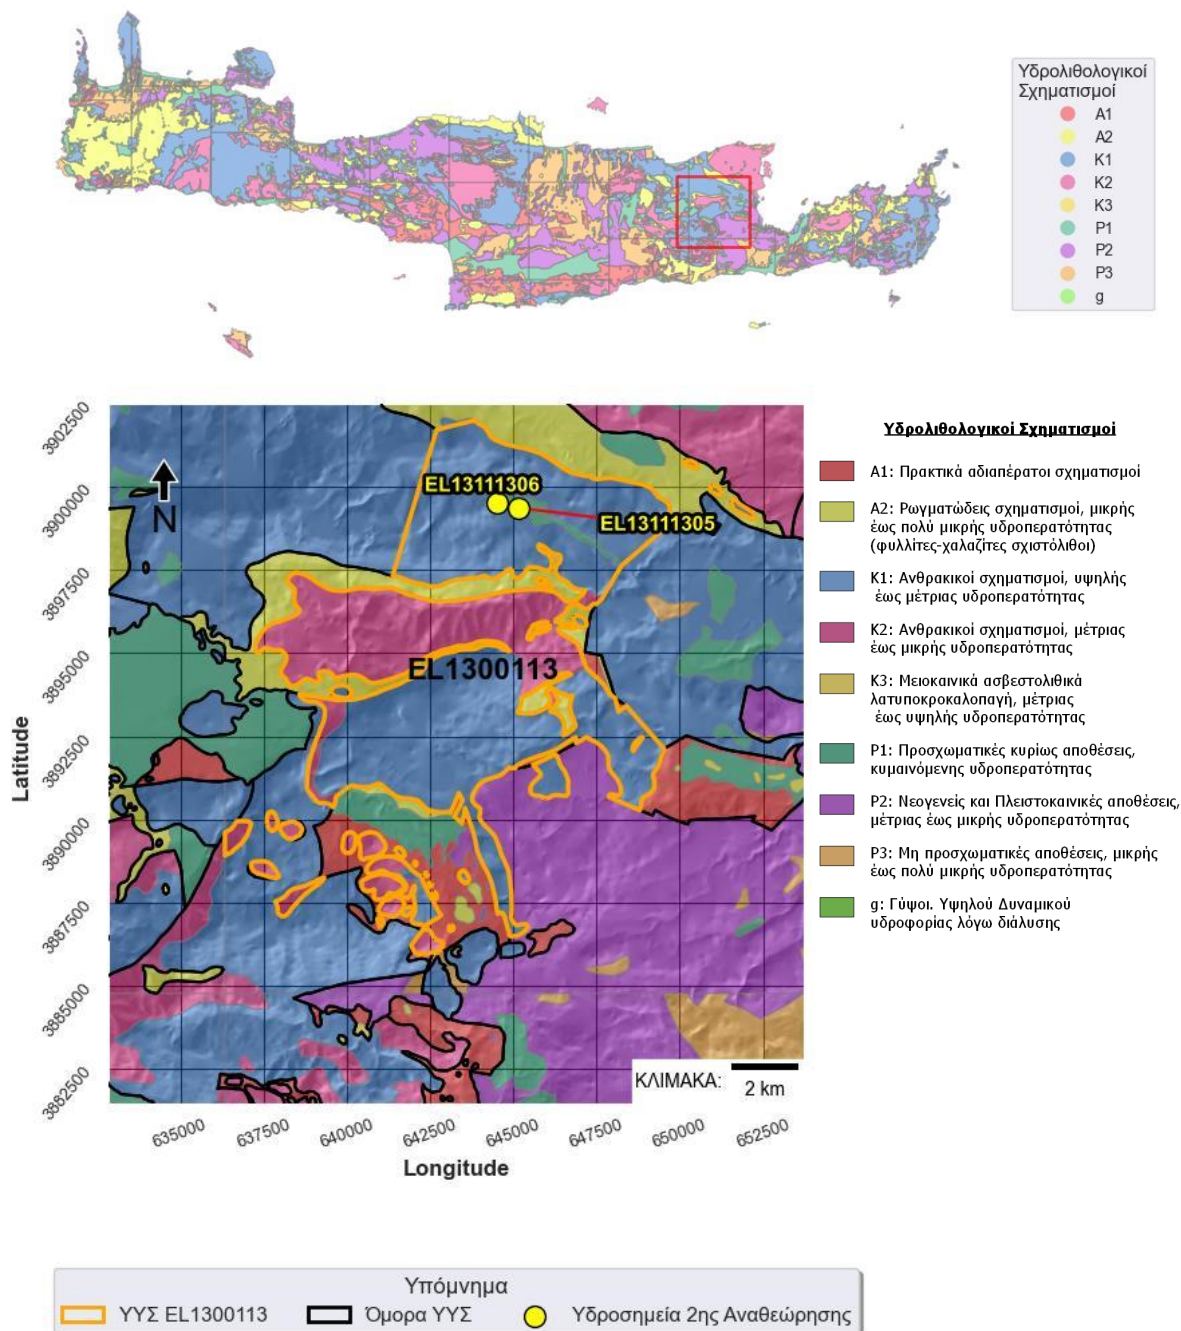 Υδρολιθολογικοί
Σχηματισμοί
A1
A2
K1
K2
K3
P1
P2
P3
g
3902500
3900000
3897500
3895000
3892500
3890000
3887500
3885000
3882500
Latitude
N
EL13111306
EL13111305
EL1300113
ΚΛΙΜΑΚΑ:
2 km
635000
637500
640000
642500
645000
647500
650000
652500
Longitude
Υδρολιθολογικοί Σχηματισμοί
A1: Πρακτικά αδιαπέρατοι σχηματισμοί
A2: Ρωγματώδεις σχηματισμοί, μικρής
έως πολύ μικρής υδροπερατότητας
(φυλλίτες-χαλαζίτες σχιστόλιθοι)
K1: Ανθρακικοί σχηματισμοί, υψηλής
έως μέτριας υδροπερατότητας
K2: Ανθρακικοί σχηματισμοί, μέτριας
έως μικρής υδροπερατότητας
K3: Μειοκαινικά ασβεστολιθικά
λατυποκροκαλοπαγή, μέτριας
έως υψηλής υδροπερατότητας
P1: Προσχωματικές κυρίως αποθέσεις,
κυμαινόμενης υδροπερατότητας
P2: Νεογενείς και Πλειστοκαινικές αποθέσεις,
μέτριας έως μικρής υδροπερατότητας
P3: Μη προσχωματικές αποθέσεις, μικρής
έως πολύ μικρής υδροπερατότητας
g: Γύψοι. Υψηλού Δυναμικού
υδροφορίας λόγω διάλυσης
Υπόμνημα
ΥΥΣ EL1300113
Όμορα ΥΥΣ
Υδροσημεία 2ης Αναθεώρησης